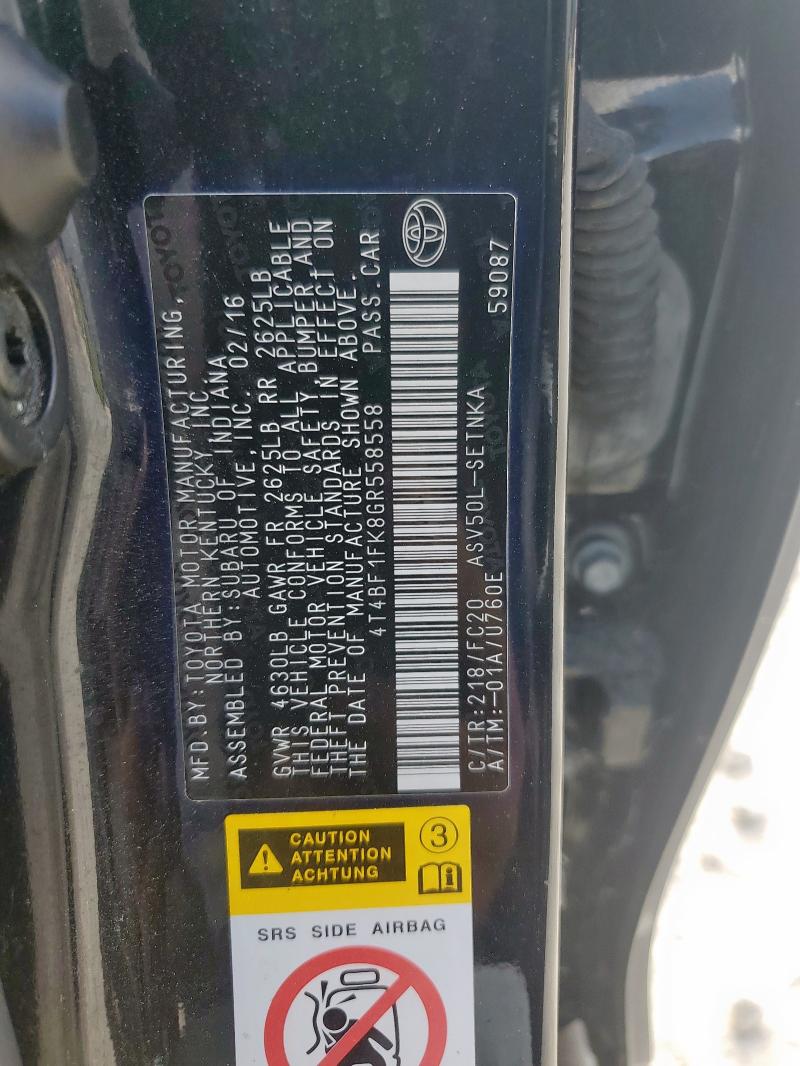 MFD.BY:TOYOTA MOTOR MANUFACTURING,
NORTHERN KENTUCKY, INC.
ASSEMBLED BY:SUBARU OF INDIANA
AUTOMOTIVE, INC. 02/16
GVWR 4630LB GAWR FR 2625LB RR 2625LB
THIS VEHICLE CONFORMS TO ALL APPLICABLE
FEDERAL MOTOR VEHICLE SAFETY, BUMPER AND
THEFT PREVENTION STANDARDS IN EFFECT ON
THE DATE OF MANUFACTURE SHOWN ABOVE.
4T4BF1FK8GR558558 PASS.CAR
C/TR:218/FC20 ASV50L-SETNKA 59087
A/TM:-01A/U760E
CAUTION
ATTENTION
ACHTUNG
3
SRS SIDE AIRBAG